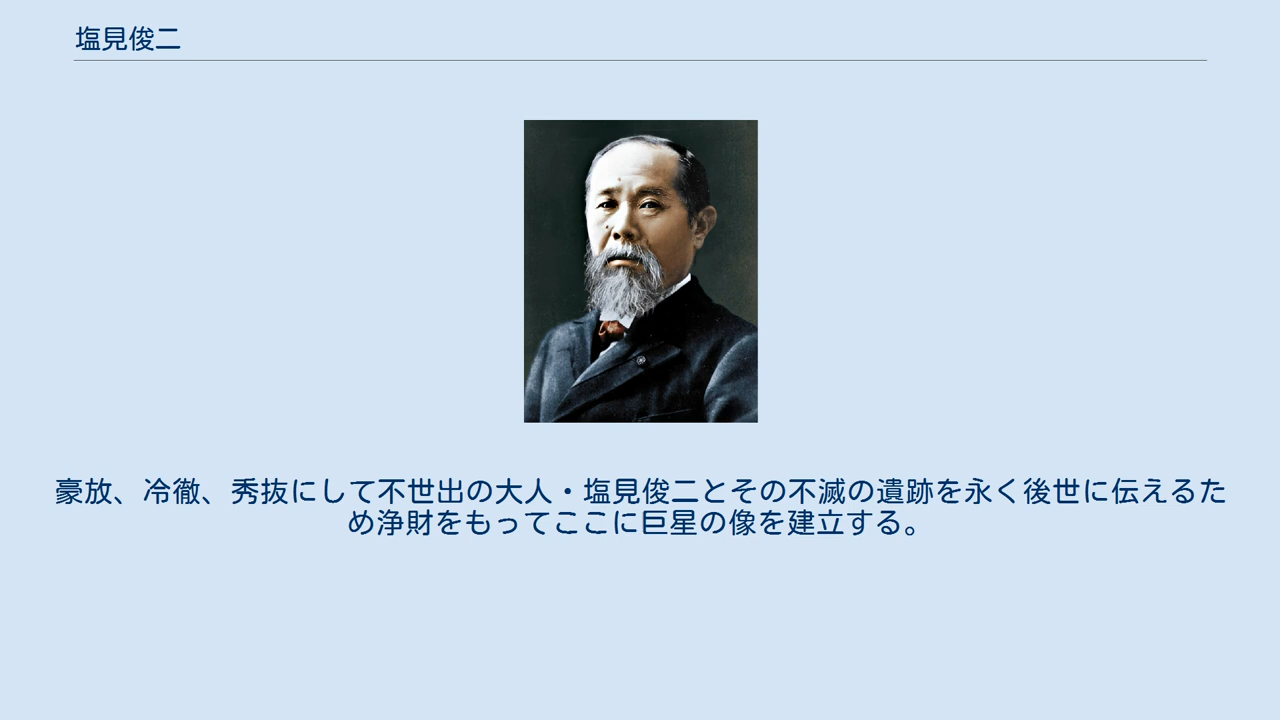 塩見俊二
豪放、冷徹、秀抜にして不世出の大人・塩見俊二とその不滅の遺跡を永く後世に伝えるた
め浄財をもってここに巨星の像を建立する。